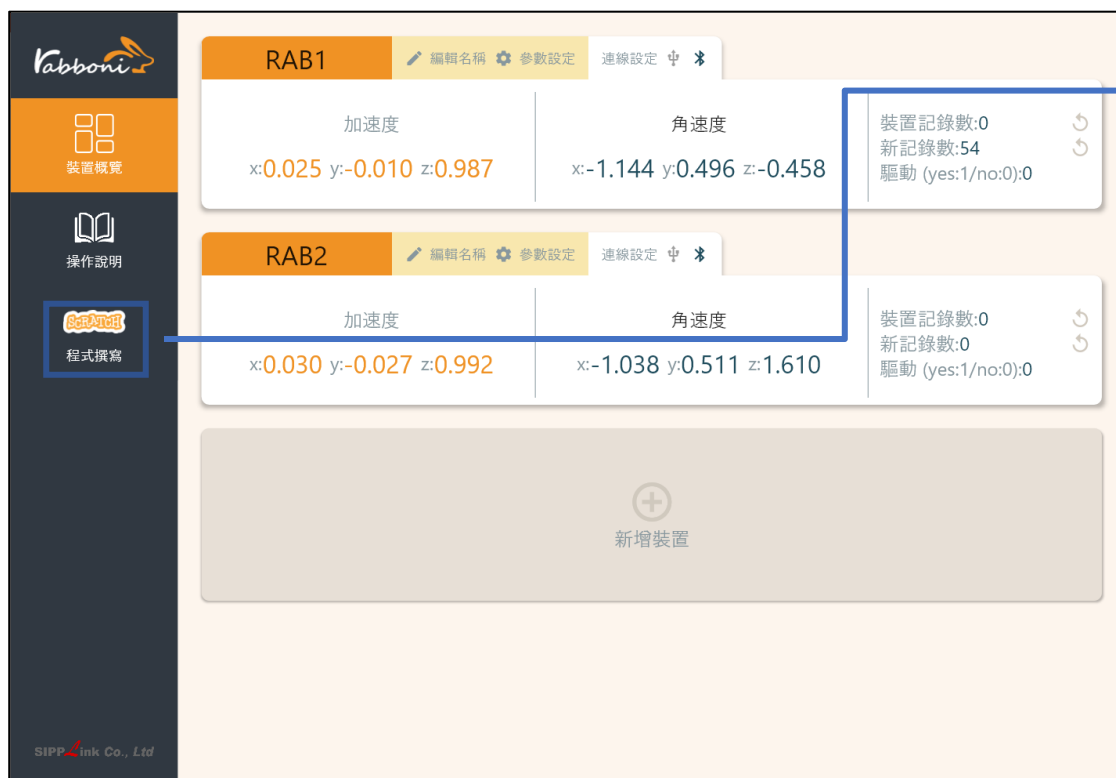 rabboni
裝置概覽
操作說明
SCRATCH
程式撰寫
SIPPLink Co., Ltd
RAB1 編輯名稱 參數設定 連線設定
加速度
x:0.025 y:-0.010 z:0.987
角速度
x:-1.144 y:0.496 z:-0.458
裝置記錄數:0
新記錄數:54
驅動 (yes:1/no:0):0
RAB2 編輯名稱 參數設定 連線設定
加速度
x:0.030 y:-0.027 z:0.992
角速度
x:-1.038 y:0.511 z:1.610
裝置記錄數:0
新記錄數:0
驅動 (yes:1/no:0):0
新增裝置